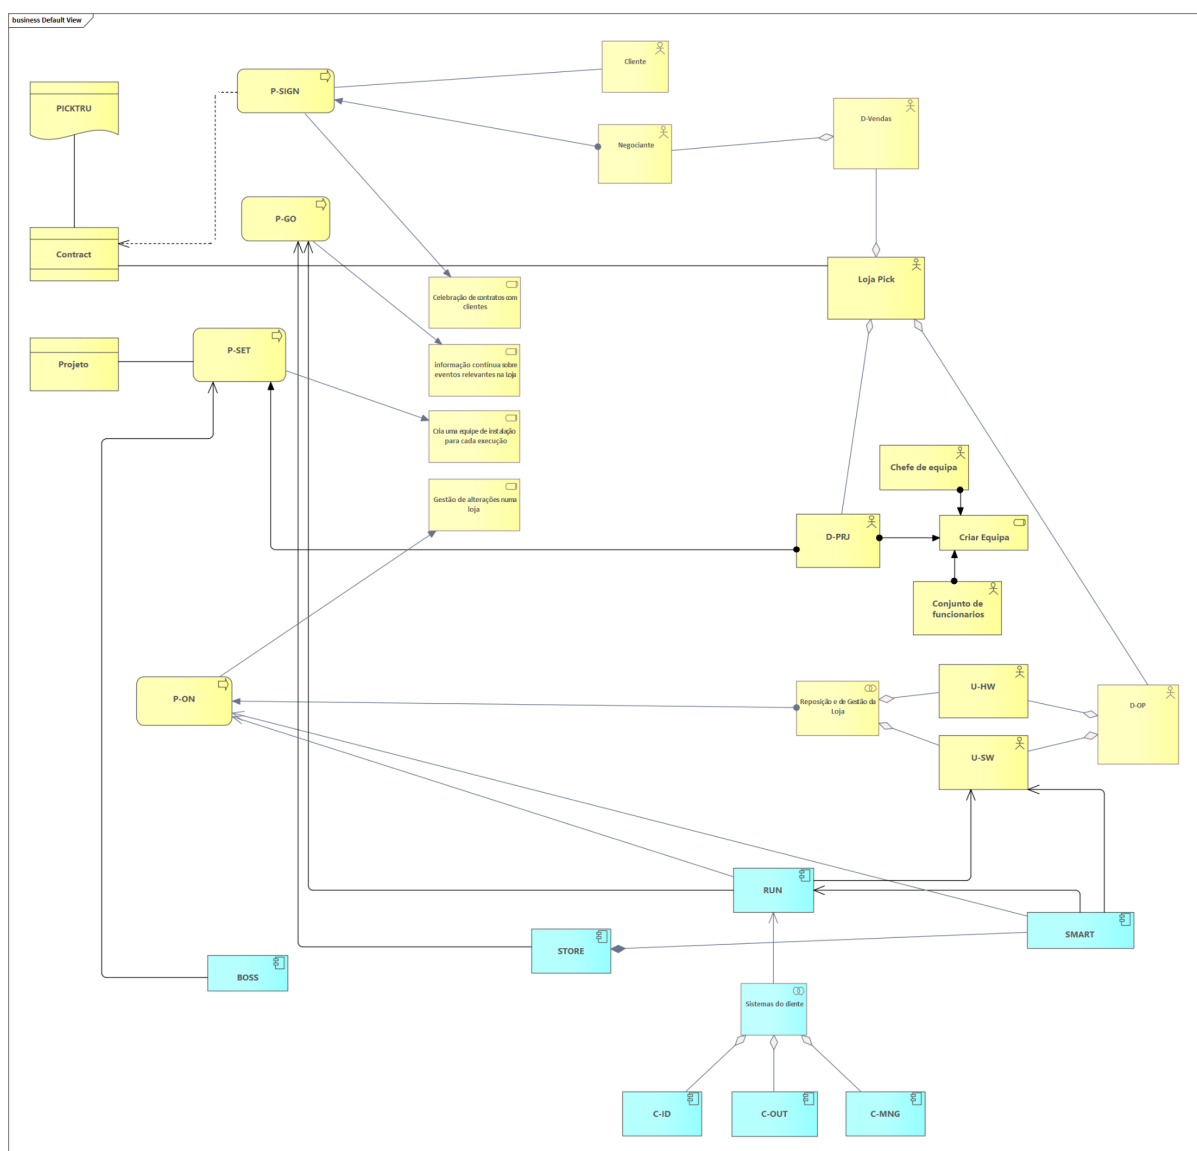 business Default View
Cliente
P-SIGN
PICKTRU
D-Vendas
Negociante
P-GO
Contract
Loja Pick
Celebração de contratos com
clientes
P-SET
Projeto
informação contínua sobre
eventos relevantes na loja
Cria uma equipe de instalação
para cada execução
Chefe de equipa
Gestão de alterações numa
loja
D-PRJ
Criar Equipa
Conjunto de
funcionarios
P-ON
Reposição e de Gestão da
Loja
U-HW
D-OP
U-SW
RUN
SMART
STORE
BOSS
Sistemas do cliente
C-ID
C-OUT
C-MNG